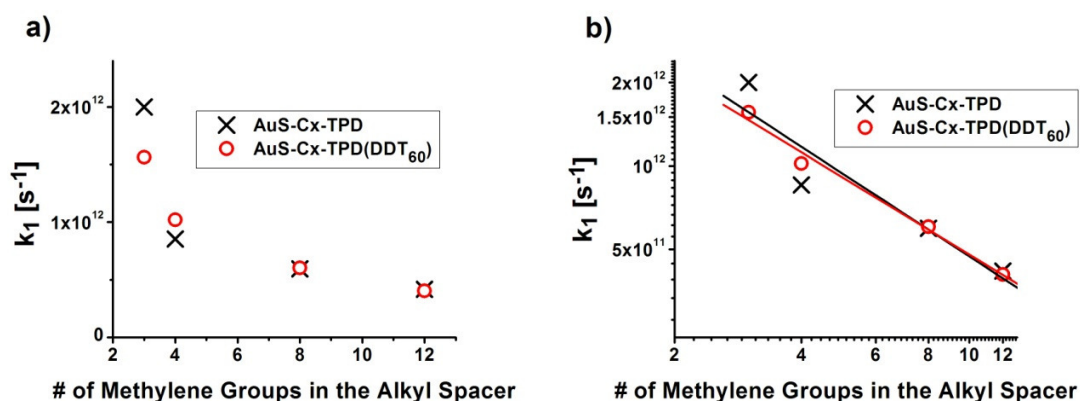 a)
k₁ [s⁻¹]
2x10¹²
1x10¹²
0
2 4 6 8 10 12
# of Methylene Groups in the Alkyl Spacer
AuS-Cx-TPD
AuS-Cx-TPD(DDT₆₀)
b)
k₁ [s⁻¹]
2x10¹²
1.5x10¹²
10¹²
5x10¹¹
2 4 6 8 10 12
# of Methylene Groups in the Alkyl Spacer
AuS-Cx-TPD
AuS-Cx-TPD(DDT₆₀)